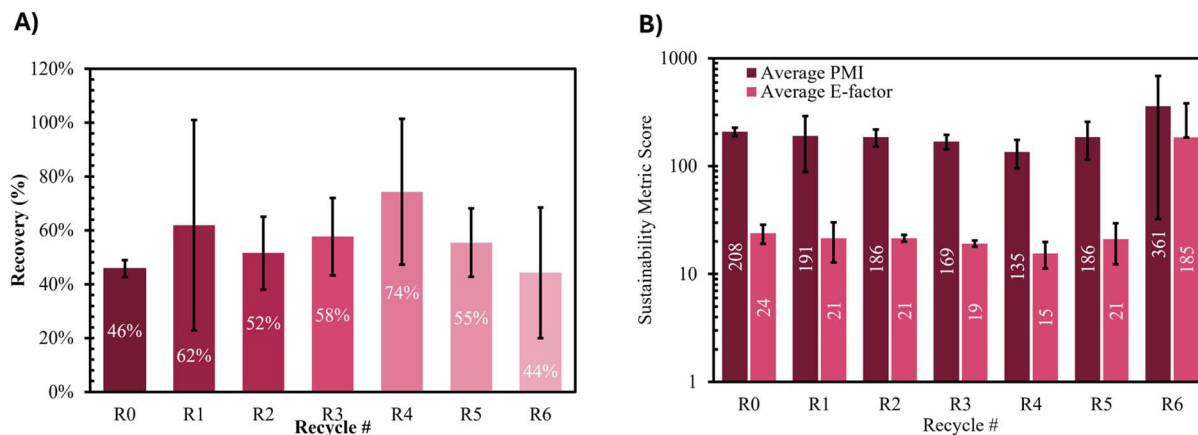 A)
120%
100%
80%
60%
40%
20%
0%
Recovery (%)
46%
62%
52%
58%
74%
55%
44%
R0 R1 R2 R3 R4 R5 R6
Recycle #
B)
1000
100
10
1
Sustainability Metric Score
Average PMI
Average E-factor
208 24 191 21 186 21 169 19 135 15 186 21 361 185
R0 R1 R2 R3 R4 R5 R6
Recycle #